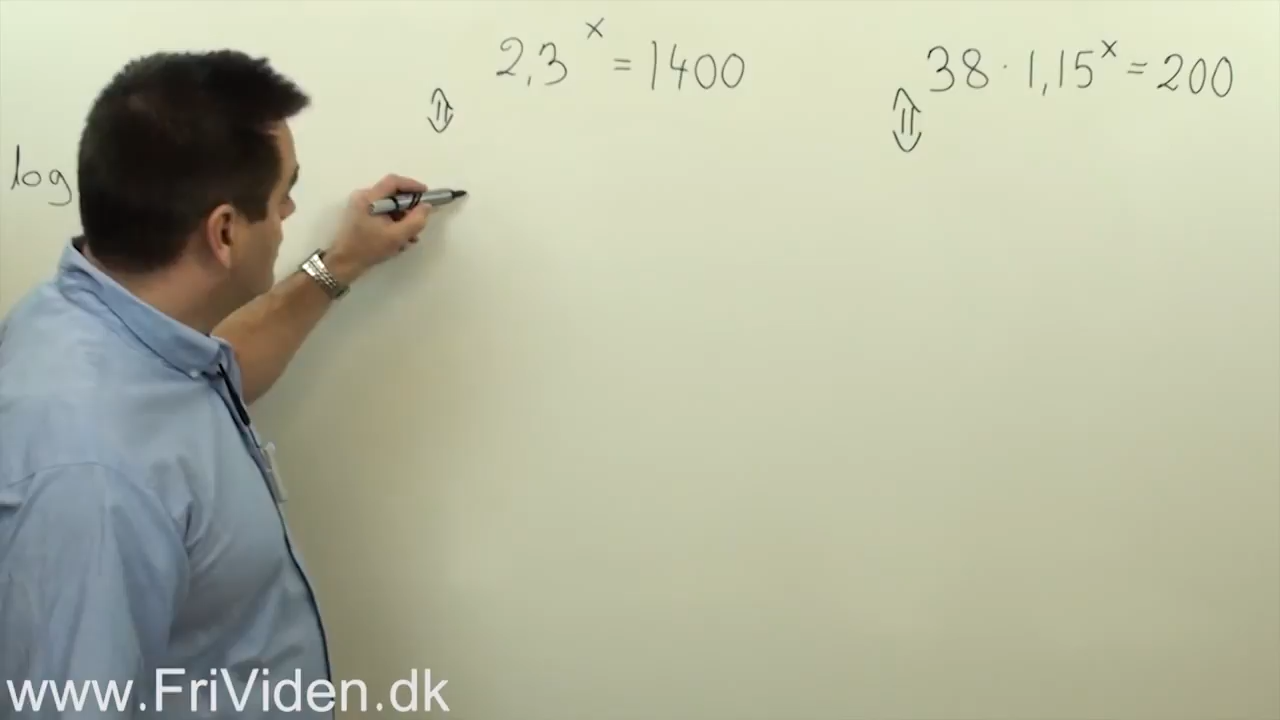 2,3^x = 1400
38 · 1,15^x = 200
⇕
⇕
log
www.FriViden.dk